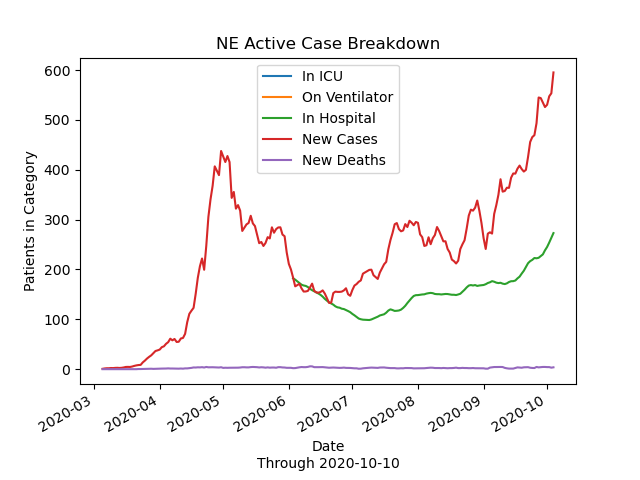 NE Active Case Breakdown
In ICU
On Ventilator
In Hospital
New Cases
New Deaths
Patients in Category
600
500
400
300
200
100
0
2020-03
2020-04
2020-05
2020-06
2020-07
2020-08
2020-09
2020-10
Date
Through 2020-10-10